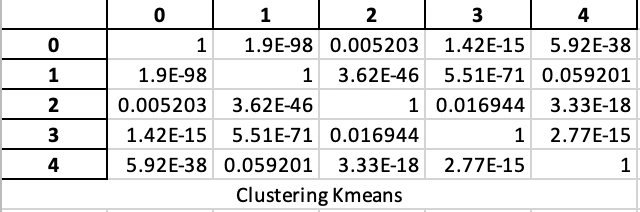 0 1 2 3 4
0 1 1.9E-98 0.005203 1.42E-15 5.92E-38
1 1.9E-98 1 3.62E-46 5.51E-71 0.059201
2 0.005203 3.62E-46 1 0.016944 3.33E-18
3 1.42E-15 5.51E-71 0.016944 1 2.77E-15
4 5.92E-38 0.059201 3.33E-18 2.77E-15 1
Clustering Kmeans